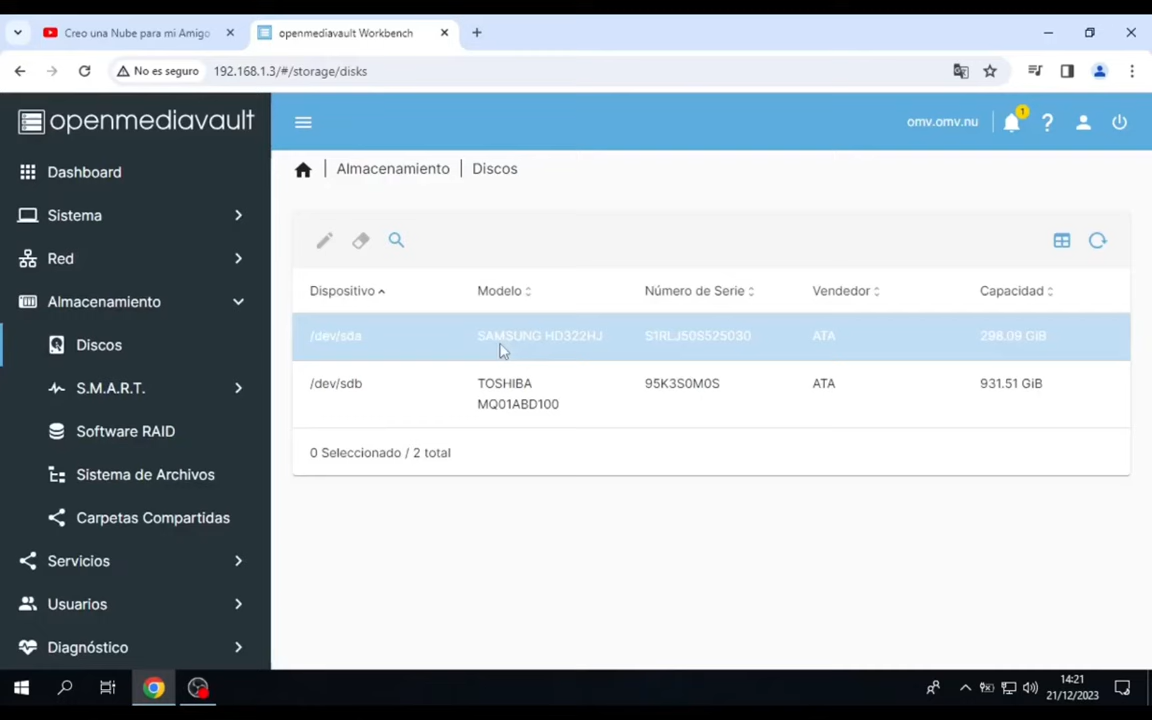 Creo una Nube para mi Amigo
openmediavault Workbench
No es seguro
192.168.1.3/#/storage/disks
openmediavault
omv.omv.nu
1
Dashboard
Sistema
Red
Almacenamiento
Discos
S.M.A.R.T.
Software RAID
Sistema de Archivos
Carpetas Compartidas
Servicios
Usuarios
Diagnóstico
Almacenamiento | Discos
Dispositivo Modelo Número de Serie Vendedor Capacidad
/dev/sda SAMSUNG HD322HJ S1RLJ50S525030 ATA 298.09 GiB
/dev/sdb TOSHIBA 95K3S0M0S ATA 931.51 GiB
MQ01ABD100
0 Seleccionado / 2 total
14:21
21/12/2023